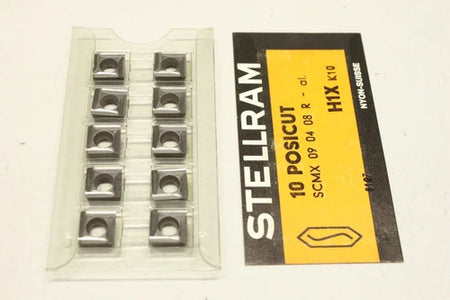 STELLRAM
10 POSICUT
SCMX 09 04 08 R - al.
H1X K10
NYON-SUISSE